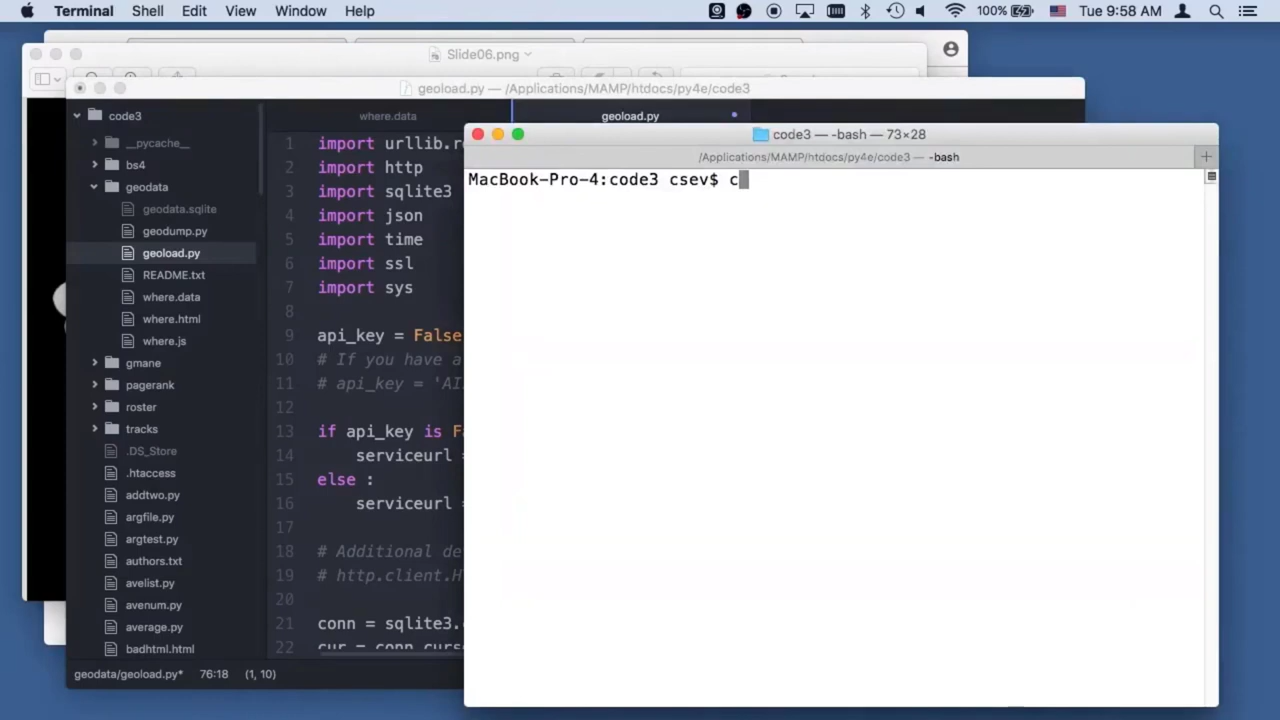 Terminal Shell Edit View Window Help 100% Tue 9:58 AM
Slide06.png
geoload.py — /Applications/MAMP/htdocs/py4e/code3
code3
__pycache__
bs4
geodata
geodata.sqlite
geodump.py
geoload.py
README.txt
where.data
where.html
where.js
gmane
pagerank
roster
tracks
.DS_Store
.htaccess
addtwo.py
argfile.py
argtest.py
authors.txt
avelist.py
avenum.py
average.py
badhtml.html
geodata/geoload.py* 76:18 (1, 10)
where.data geoload.py
1 import urllib.r
2 import http
3 import sqlite3
4 import json
5 import time
6 import ssl
7 import sys
8
9 api_key = False
10 # If you have a
11 # api_key = 'AI
12
13 if api_key is F
14 serviceurl =
15 else :
16 serviceurl =
17
18 # Additional de
19 # http.client.H
20
21 conn = sqlite3.
22 cur = conn.curs
code3 — -bash — 73×28
/Applications/MAMP/htdocs/py4e/code3 — -bash
MacBook-Pro-4:code3 csev$ c